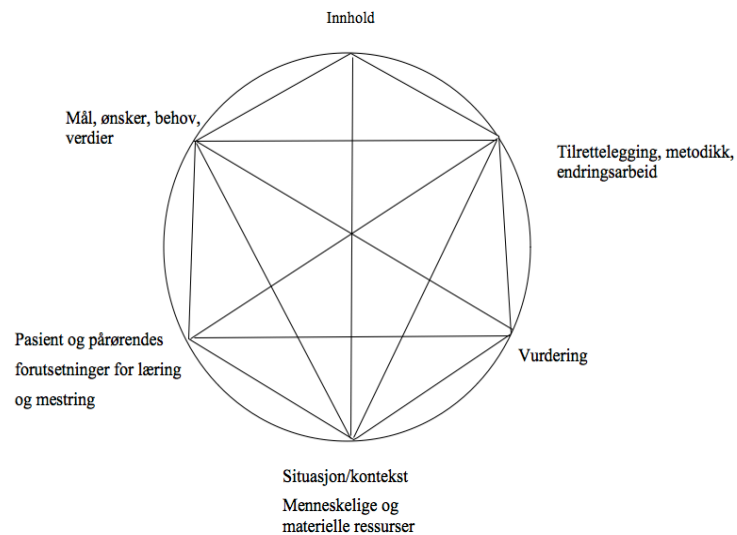 Innhold
Mål, ønsker, behov,
verdier
Tilrettelegging, metodikk,
endringsarbeid
Pasient og pårørendes
forutsetninger for læring
og mestring
Vurdering
Situasjon/kontekst
Menneskelige og
materielle ressurser